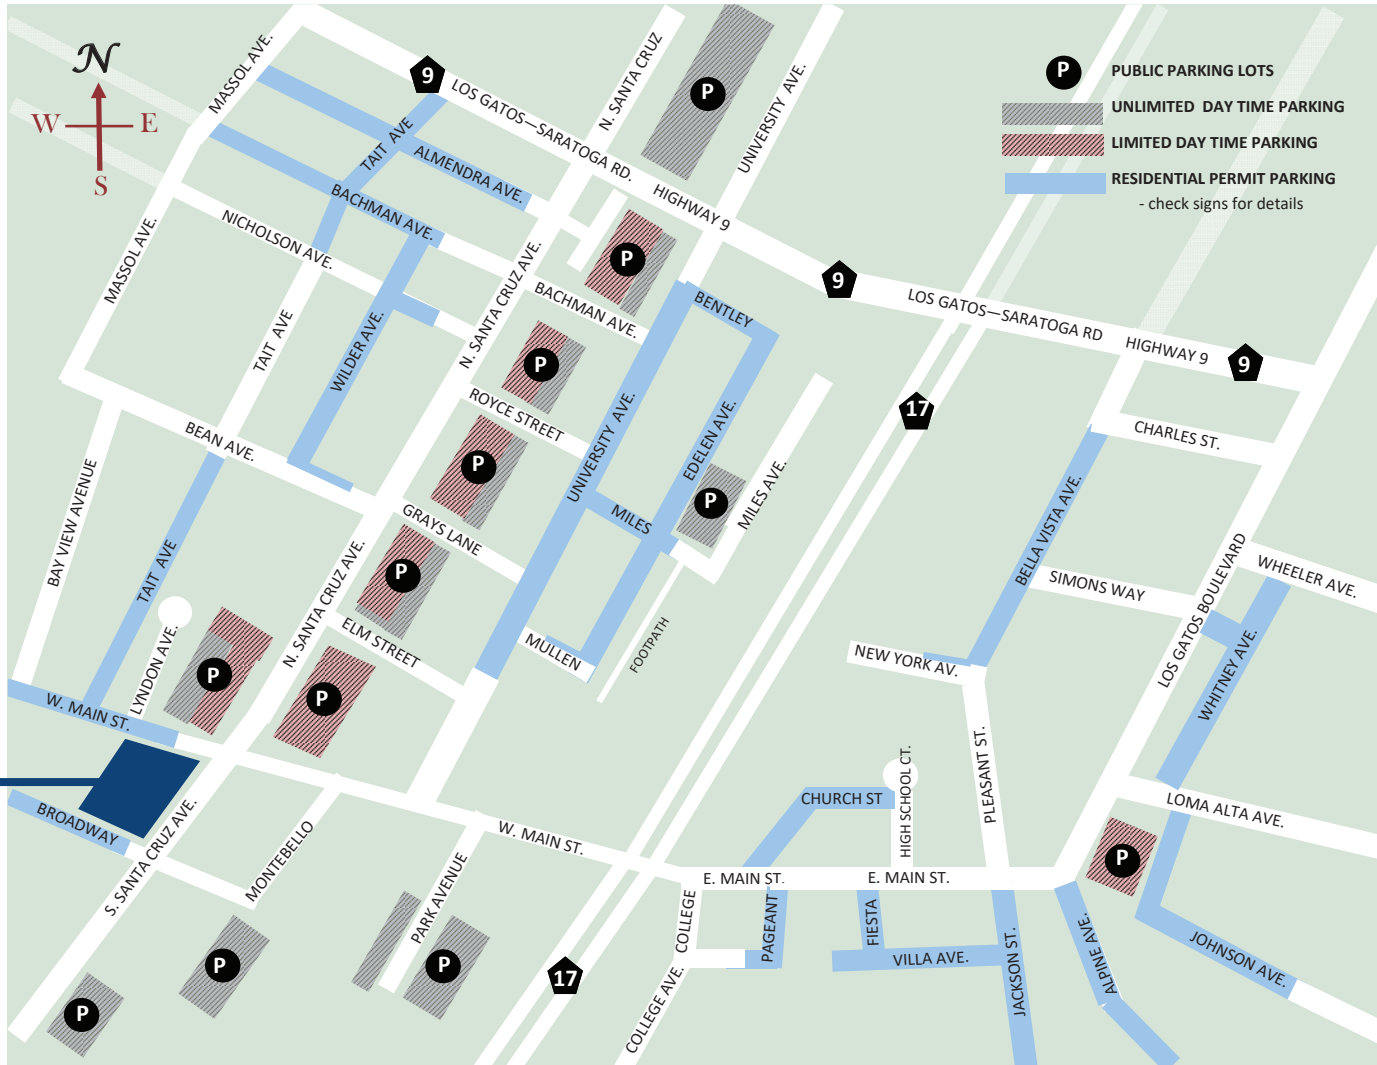 N
W E
S
P PUBLIC PARKING LOTS
UNLIMITED DAY TIME PARKING
LIMITED DAY TIME PARKING
RESIDENTIAL PERMIT PARKING
- check signs for details
MASSOL AVE.
9
LOS GATOS—SARATOGA RD.
HIGHWAY 9
N. SANTA CRUZ
P
UNIVERSITY AVE.
TAIT AVE
ALMENDRA AVE.
BACHMAN AVE.
NICHOLSON AVE.
MASSOL AVE.
P
9
LOS GATOS—SARATOGA RD
HIGHWAY 9
9
N. SANTA CRUZ AVE.
BACHMAN AVE.
BENTLEY
TAIT AVE
WILDER AVE.
P
ROYCE STREET
17
CHARLES ST.
BEAN AVE.
P
UNIVERSITY AVE.
EDELEN AVE.
P
MILES AVE.
MILES
BAY VIEW AVENUE
TAIT AVE
GRAYS LANE
P
N. SANTA CRUZ AVE.
BELLA VISTA AVE.
SIMONS WAY
LOS GATOS BOULEVARD
WHEELER AVE.
ELM STREET
MULLEN
FOOTPATH
NEW YORK AV.
WHITNEY AVE.
LYNDON AVE.
P
P
W. MAIN ST.
BROADWAY
S. SANTA CRUZ AVE.
MONTEBELLO
W. MAIN ST.
PARK AVENUE
CHURCH ST
HIGH SCHOOL CT.
PLEASANT ST.
LOMA ALTA AVE.
P
E. MAIN ST.
E. MAIN ST.
COLLEGE
PAGEANT
FIESTA
VILLA AVE.
JACKSON ST.
ALPINE AVE.
JOHNSON AVE.
P
P
P
17
COLLEGE AVE.